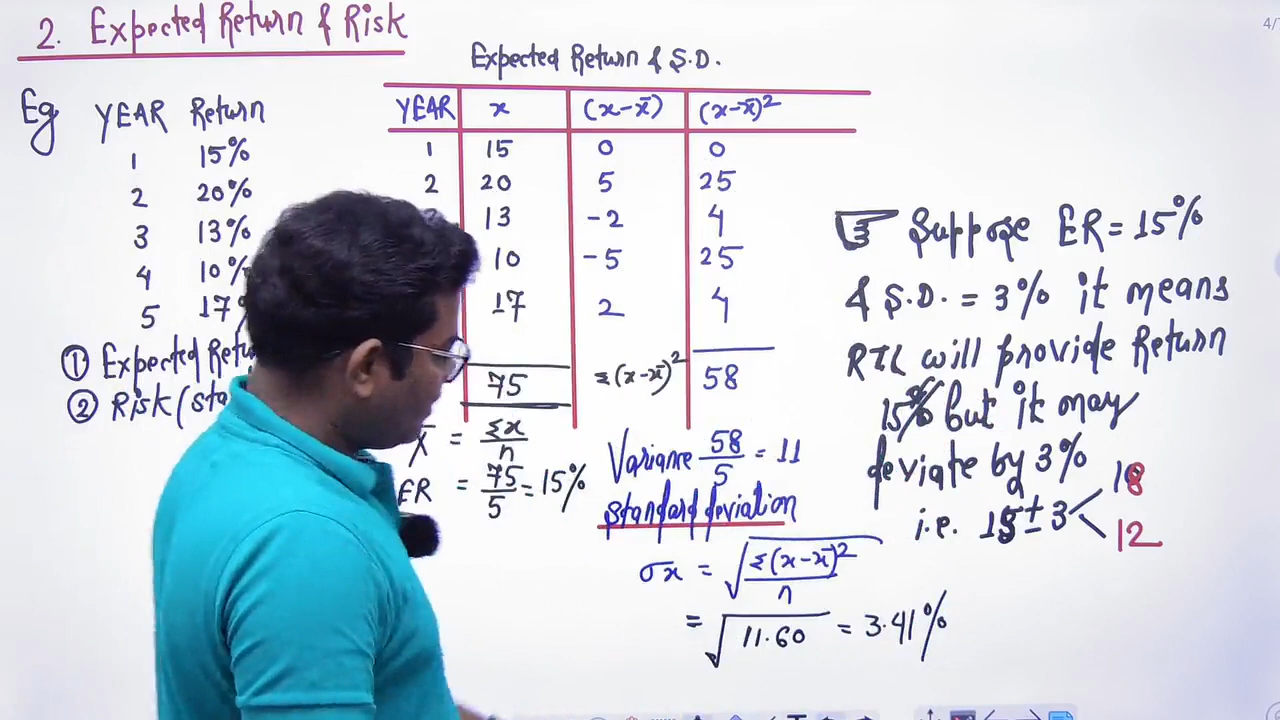 2. Expected Return & Risk
4/
Eg YEAR Return
1 15%
2 20%
3 13%
4 10%
5 17
① Expected Retu
② Risk (sta
Expected Return & S.D.
YEAR x (x-x̄) (x-x̄)²
1 15 0 0
2 20 5 25
13 -2 4
10 -5 25
17 2 4
75 Σ(x-x̄)² 58
X̄ = Σx/n
ER = 75/5 = 15%
Variance 58/5 = 11
Standard deviation
σx = √Σ(x-x̄)²/n
= √11.60 = 3.41%
☞ Suppose ER = 15%
& S.D. = 3% it means
RIL will provide Return
15% but it may
deviate by 3%
i.e. 15 ± 3 < 18
12